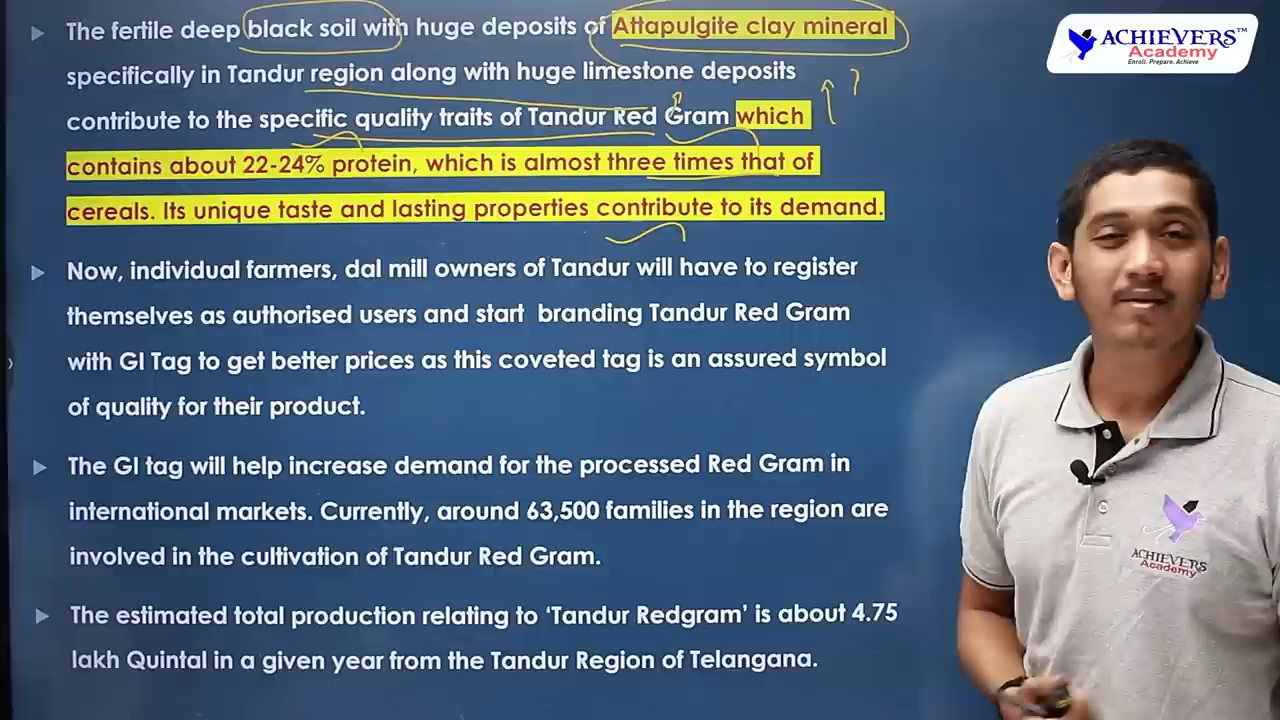 The fertile deep black soil with huge deposits of Attapulgite clay mineral
specifically in Tandur region along with huge limestone deposits
contribute to the specific quality traits of Tandur Red Gram which
contains about 22-24% protein, which is almost three times that of
cereals. Its unique taste and lasting properties contribute to its demand.
Now, individual farmers, dal mill owners of Tandur will have to register
themselves as authorised users and start branding Tandur Red Gram
with GI Tag to get better prices as this coveted tag is an assured symbol
of quality for their product.
The GI tag will help increase demand for the processed Red Gram in
international markets. Currently, around 63,500 families in the region are
involved in the cultivation of Tandur Red Gram.
The estimated total production relating to ‘Tandur Redgram’ is about 4.75
lakh Quintal in a given year from the Tandur Region of Telangana.
ACHIEVERS™
Academy
Enroll. Prepare. Achieve
ACHIEVERS
Academy